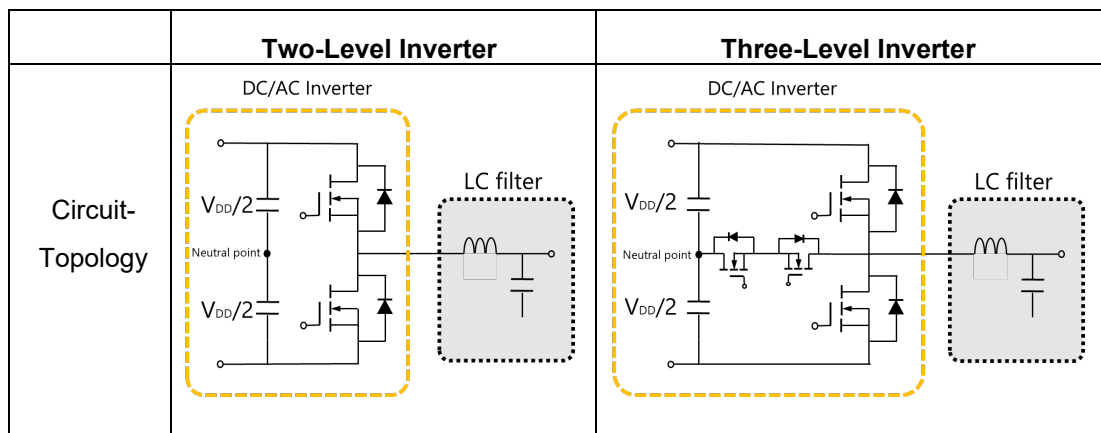 Two-Level Inverter
Three-Level Inverter
Circuit-
Topology
DC/AC Inverter
VDD/2
Neutral point
VDD/2
LC filter
DC/AC Inverter
VDD/2
Neutral point
VDD/2
LC filter